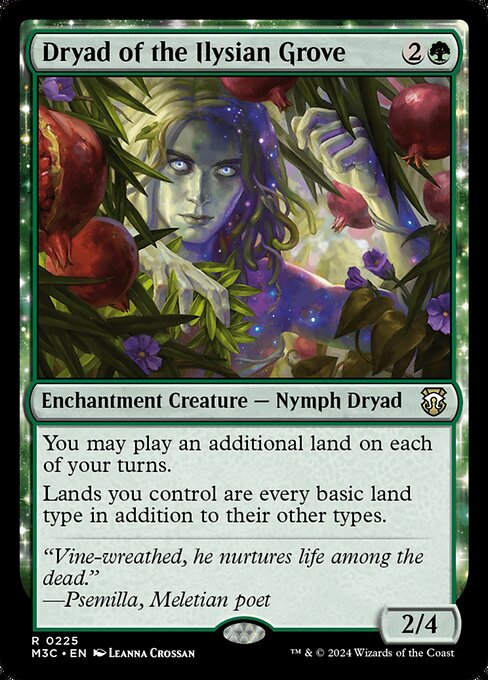 Dryad of the Ilysian Grove 2
Enchantment Creature — Nymph Dryad
You may play an additional land on each
of your turns.
Lands you control are every basic land
type in addition to their other types.
“Vine-wreathed, he nurtures life among the
dead.”
—Psemilla, Meletian poet
2/4
R 0225
M3C • EN Leanna Crossan
™ & © 2024 Wizards of the Coast